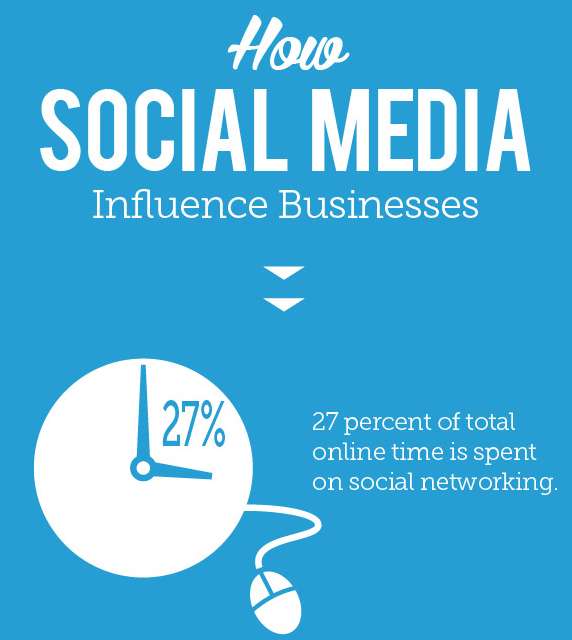 How
SOCIAL MEDIA
Influence Businesses
27%
27 percent of total
online time is spent
on social networking.